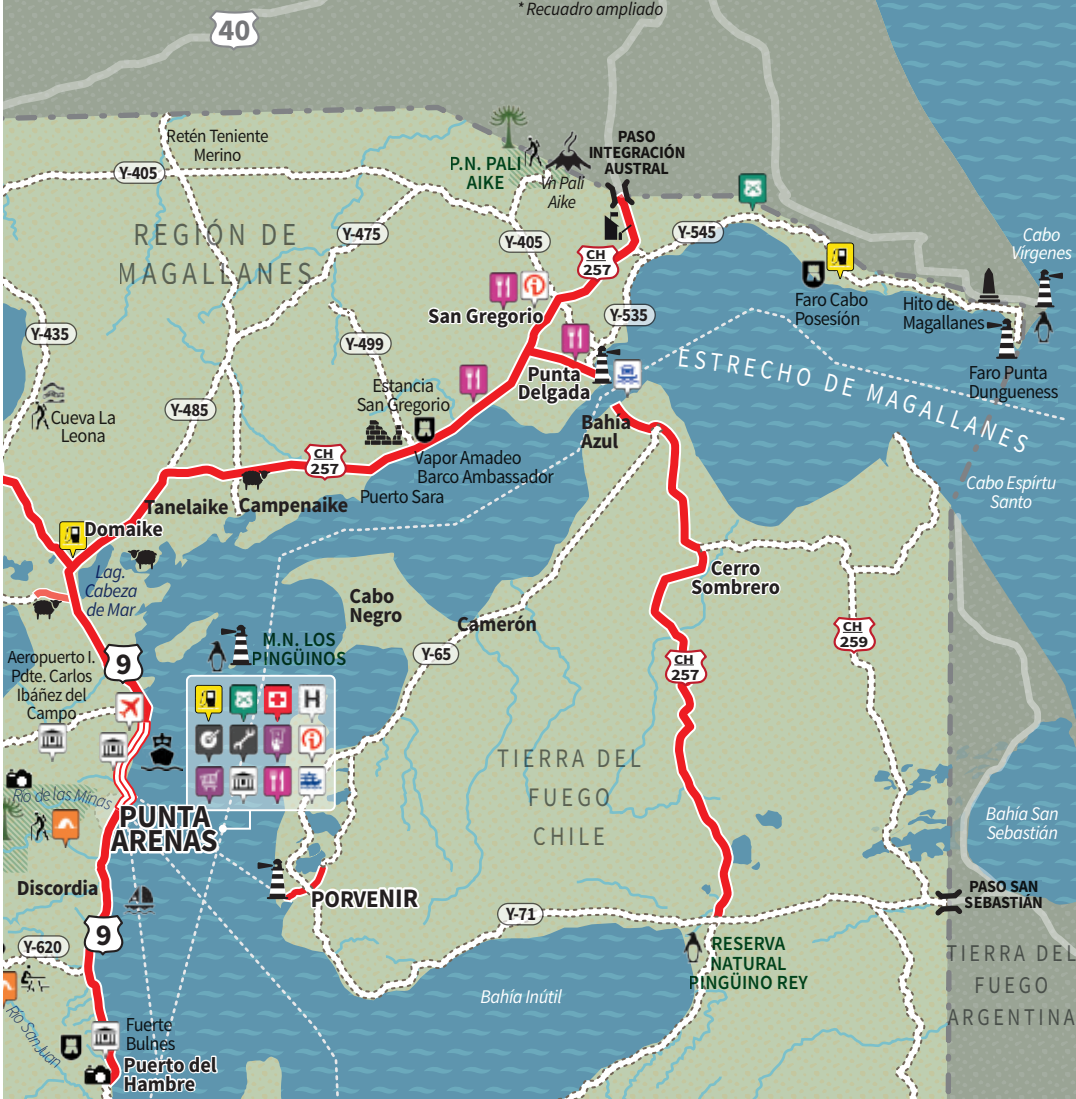 * Recuadro ampliado
40
Retén Teniente
Merino
Y-405
P.N. PALI
AIKE
Vn Pali
Aike
PASO
INTEGRACIÓN
AUSTRAL
REGIÓN DE
MAGALLANES
Y-475
Y-405
CH
257
Y-545
Cabo
Vírgenes
San Gregorio
Faro Cabo
Posesión
Hito de
Magallanes
Y-435
Y-499
Y-535
ESTRECHO DE MAGALLANES
Faro Punta
Dungueness
Punta
Delgada
Estancia
San Gregorio
Cueva La
Leona
Y-485
Bahía
Azul
CH
257
Vapor Amadeo
Barco Ambassador
Puerto Sara
Cabo Espírtu
Santo
Tanelaike
Campenaike
Domaike
Lag.
Cabeza
de Mar
Cabo
Negro
Cerro
Sombrero
Camerón
CH
259
M.N. LOS
PINGÜINOS
Y-65
9
CH
257
Aeropuerto I.
Pdte. Carlos
Ibáñez del
Campo
H
TIERRA DEL
FUEGO
CHILE
Río de las Minas
PUNTA
ARENAS
Bahía San
Sebastián
Discordia
PORVENIR
PASO SAN
SEBASTIÁN
9
Y-71
Y-620
RESERVA
NATURAL
PINGÜINO REY
TIERRA DEL
FUEGO
ARGENTINA
Bahía Inútil
Río San Juan
Fuerte
Bulnes
Puerto del
Hambre